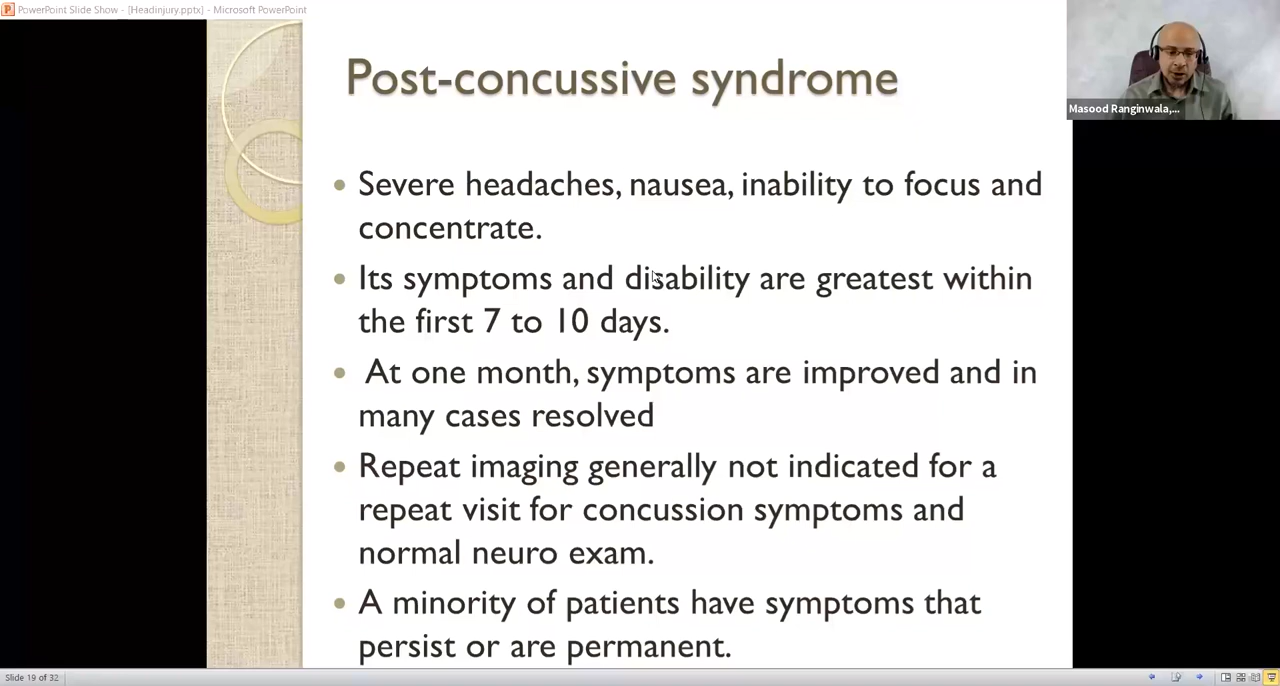 PowerPoint Slide Show - [Headinjury.pptx] - Microsoft PowerPoint
Masood Ranginwala,...
Post-concussive syndrome
• Severe headaches, nausea, inability to focus and
concentrate.
• Its symptoms and disability are greatest within
the first 7 to 10 days.
• At one month, symptoms are improved and in
many cases resolved
• Repeat imaging generally not indicated for a
repeat visit for concussion symptoms and
normal neuro exam.
• A minority of patients have symptoms that
persist or are permanent.
Slide 19 of 32